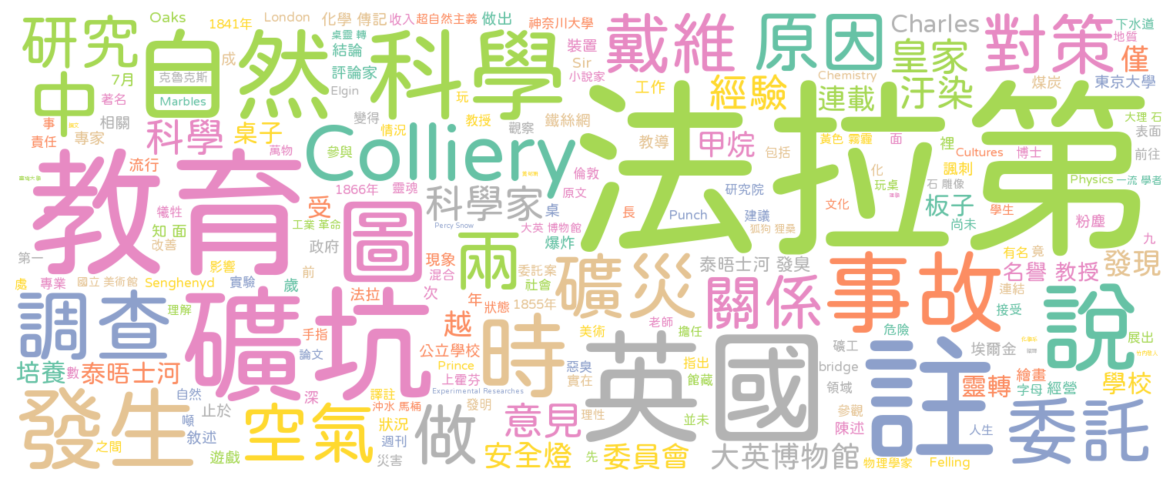 研究 Oaks 1841年 London 化學 傳記 收入 超自然主義 做出 神奈川大學 戴維 原因 Charles 對策 下水道
中 自然 科學 成 桌靈 轉 結論 裝置 皇家 僅 地質
7月 克魯克斯 評論家 Sir 小說家 工作 經驗 Chemistry 連載 汙染 煤炭 東京大學
著名 Marbles Elgin 玩 法拉第 大理 石
事 相關 變得 鐵絲網 黃色 霧霾 面 裡 表面
責任 專家 科學 桌子 情況 教授 觀察 教導 甲烷 包括 Cultures 博士 前往
教育 流行 萬物 參與 Colliery 倫敦 化 諷刺 Physics 一流 學者
1866年 靈魂 原文 研究院 玩桌 石 雕像
犧牲 受 科學家 桌 長 Punch 建議 文化 板子 學生 粉塵
知 面 工業 革命 圖 Percy Snow 大英 博物館 狐狗 狸桑 尚未
改善 政府 兩 爆炸 九
第一 影響 前 現象 委託案 礦災 泰晤士河 發臭 事故 有名 竟 發現
處 專業 國立 美術館 Senghenyd 實驗 歲 混合 次 社會 關係 名譽 教授
調查 理解 礦坑 法拉 年 狀態 1855年 連結 說
手指 越 時 美術 老師 擔任 危險 接受 展出
培養 數 泰晤士河 論文 公立學校 Prince 惡臭 英國 指出 礦工 註 埃爾金
自然 深 譯註 上霍芬 實在 館藏 bridge 靈轉 繪畫 學校
發生 止於 沖水 馬桶 Experimental Researches 發明 領域 字母 經營
噸 空氣 狀況 做 意見 理性 並未 參觀 委託
敘述 週刊 陳述 人生
之間 遊戲 災害 安全燈 先 委員會 大英博物館 物理學家 Felling